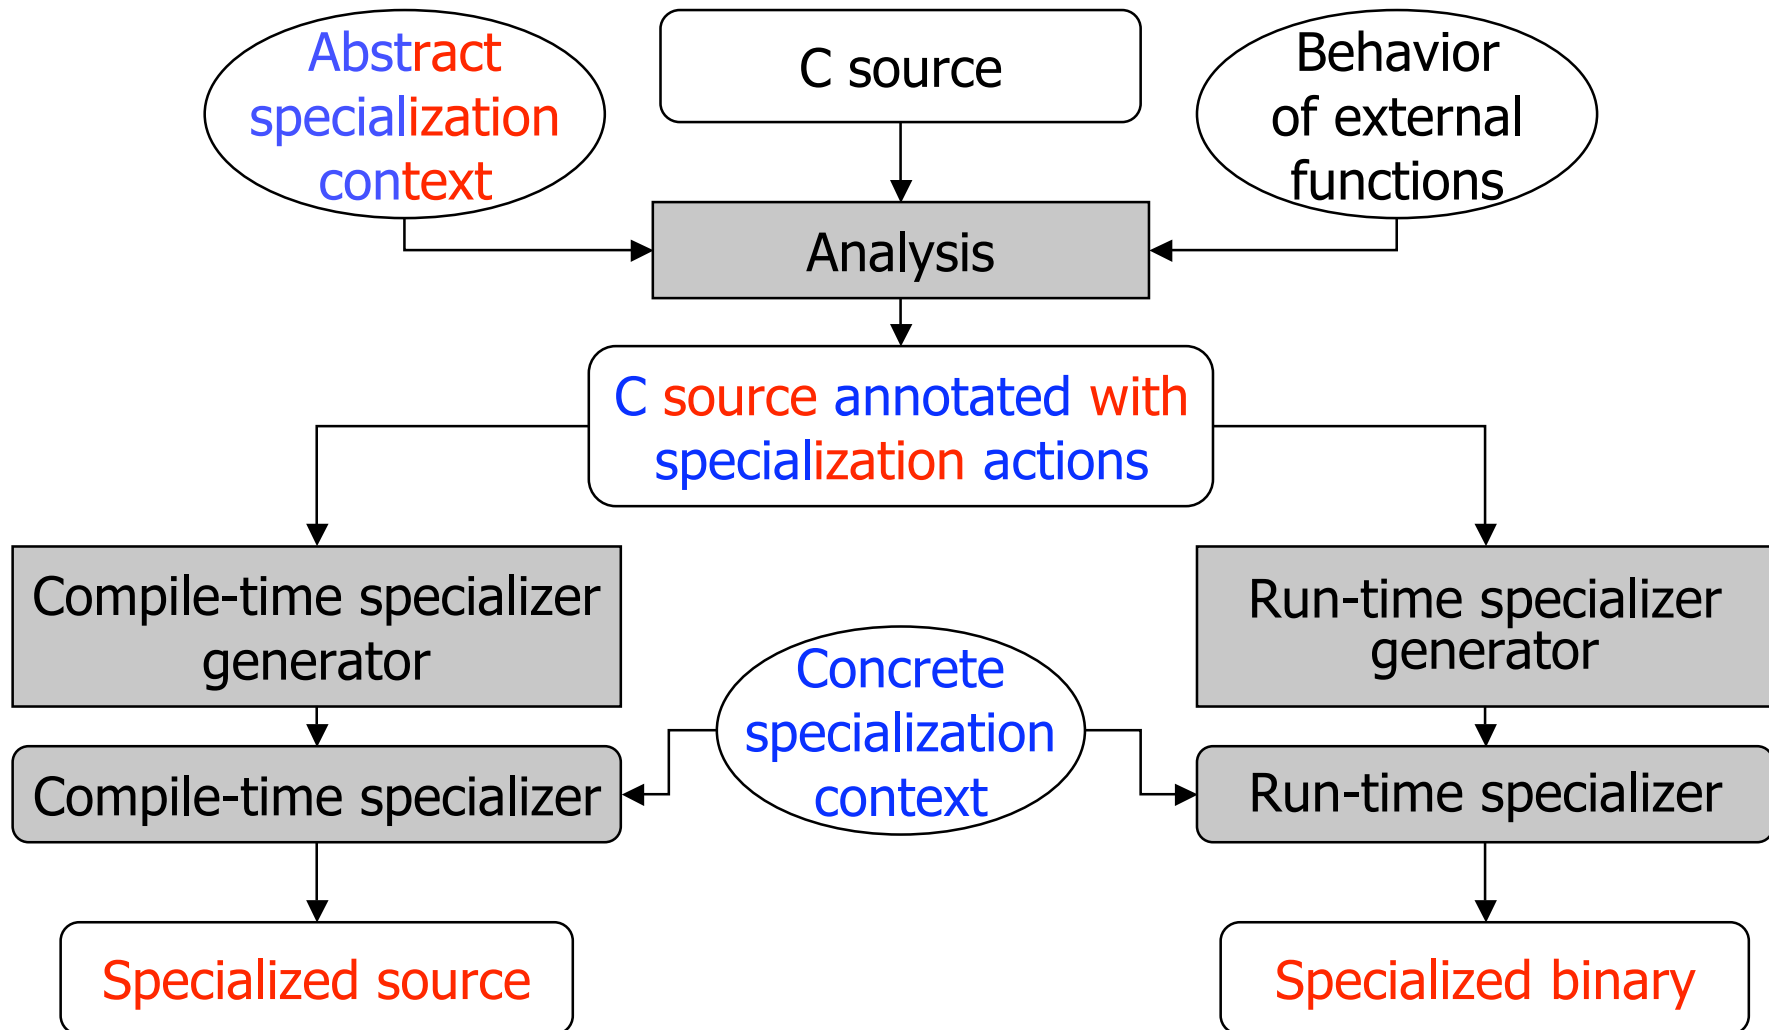 Abstract
specialization
context
C source
Behavior
of external
functions
Analysis
C source annotated with
specialization actions
Compile-time specializer
generator
Run-time specializer
generator
Concrete
specialization
context
Compile-time specializer
Run-time specializer
Specialized source
Specialized binary